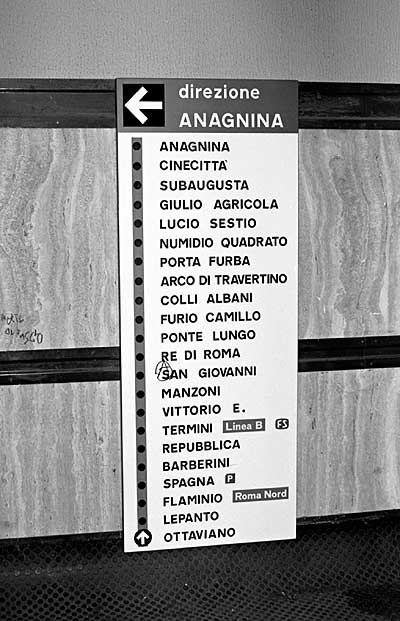 direzione
ANAGNINA
ANAGNINA
CINECITTÀ
SUBAUGUSTA
GIULIO AGRICOLA
LUCIO SESTIO
NUMIDIO QUADRATO
PORTA FURBA
ARCO DI TRAVERTINO
COLLI ALBANI
FURIO CAMILLO
PONTE LUNGO
RE DI ROMA
SAN GIOVANNI
MANZONI
VITTORIO E.
TERMINI Linea B FS
REPUBBLICA
BARBERINI
SPAGNA P
FLAMINIO Roma Nord
LEPANTO
OTTAVIANO